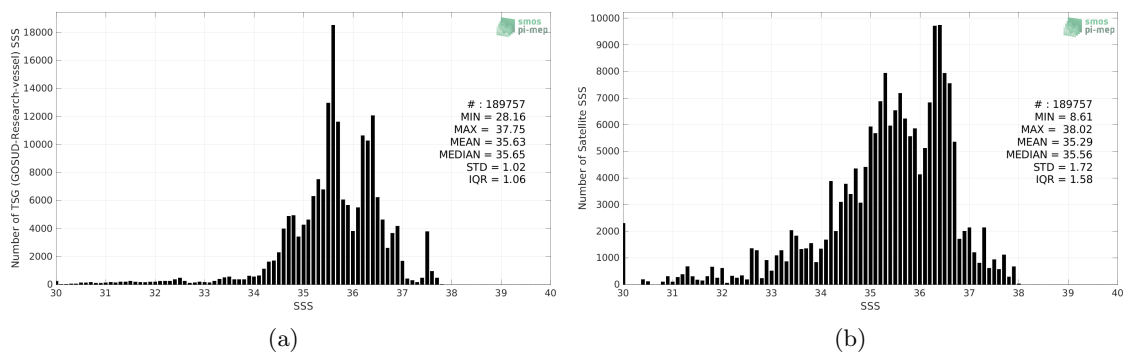 Number of TSG (GOSUD-Research-vessel) SSS
18000
16000
14000
12000
10000
8000
6000
4000
2000
0
30 31 32 33 34 35 36 37 38 39 40
SSS
smos
pi-mep
# : 189757
MIN = 28.16
MAX = 37.75
MEAN = 35.63
MEDIAN = 35.65
STD = 1.02
IQR = 1.06
(a)
Number of Satellite SSS
10000
9000
8000
7000
6000
5000
4000
3000
2000
1000
0
30 31 32 33 34 35 36 37 38 39 40
SSS
smos
pi-mep
# : 189757
MIN = 8.61
MAX = 38.02
MEAN = 35.29
MEDIAN = 35.56
STD = 1.72
IQR = 1.58
(b)